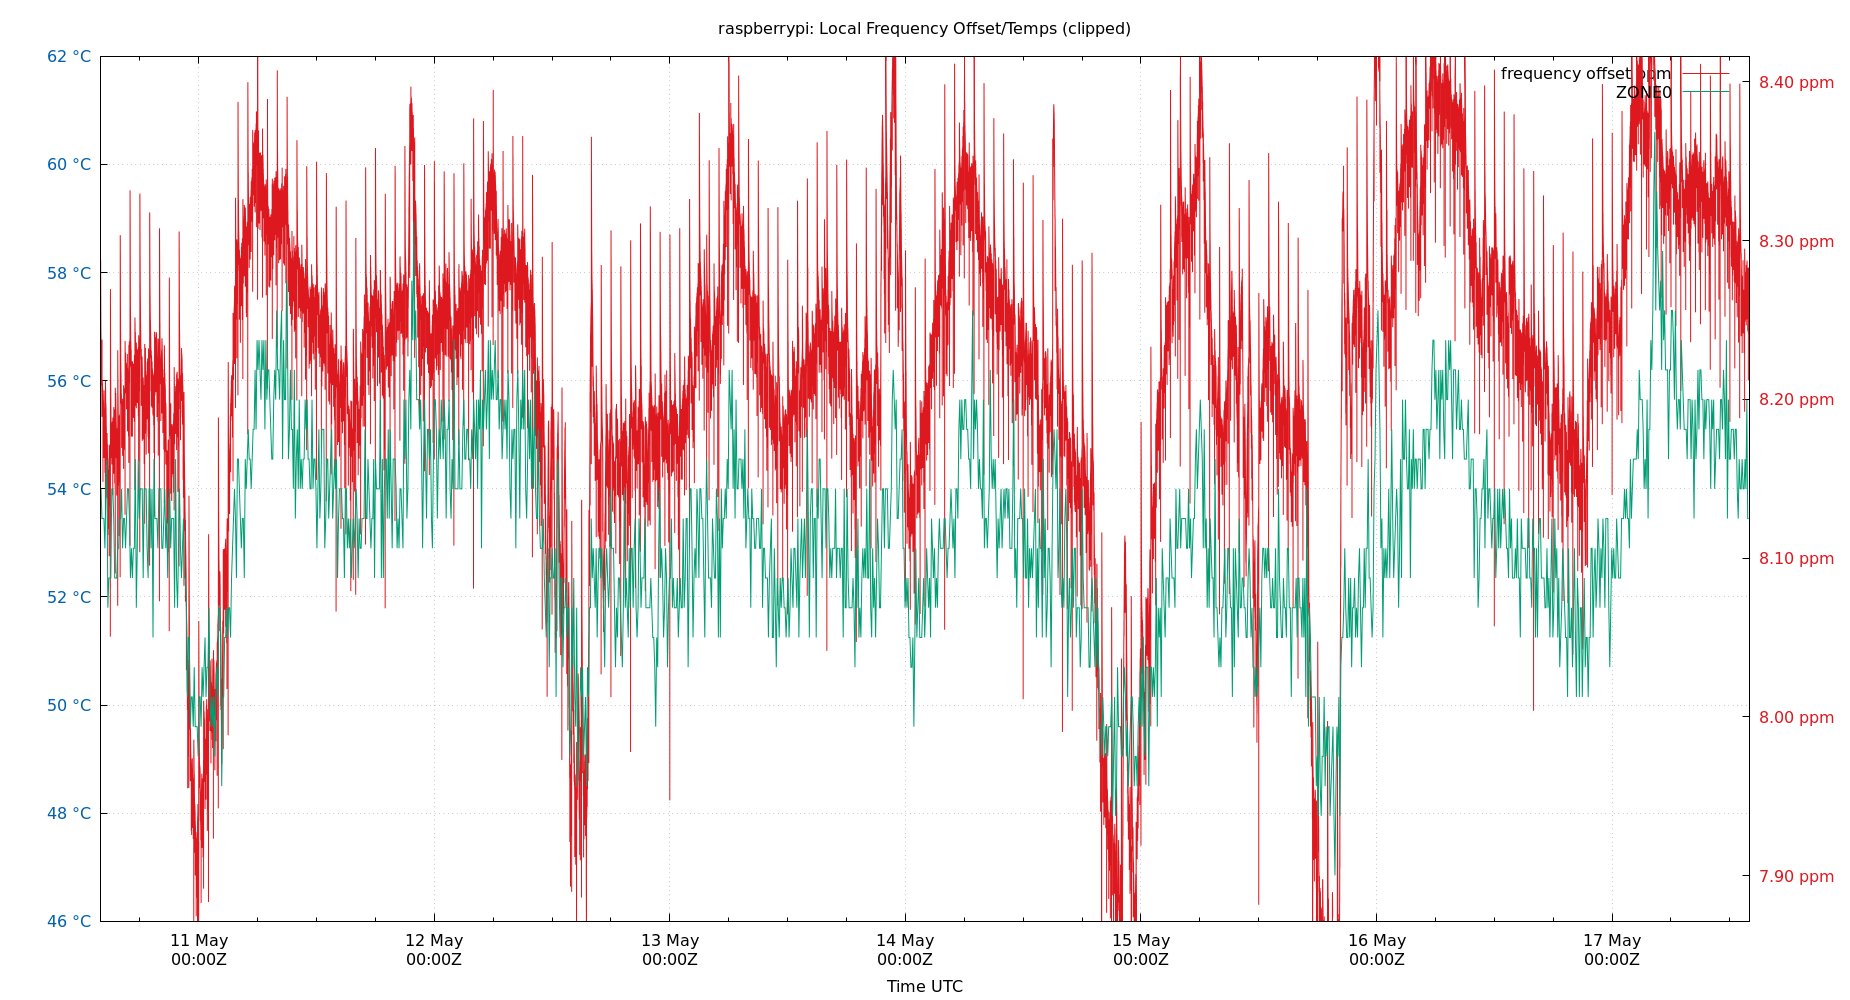 raspberrypi: Local Frequency Offset/Temps (clipped)
62 °C
60 °C
58 °C
56 °C
54 °C
52 °C
50 °C
48 °C
46 °C
frequency offset ppm
ZONE0
8.40 ppm
8.30 ppm
8.20 ppm
8.10 ppm
8.00 ppm
7.90 ppm
11 May 12 May 13 May 14 May 15 May 16 May 17 May
00:00Z 00:00Z 00:00Z 00:00Z 00:00Z 00:00Z 00:00Z
Time UTC